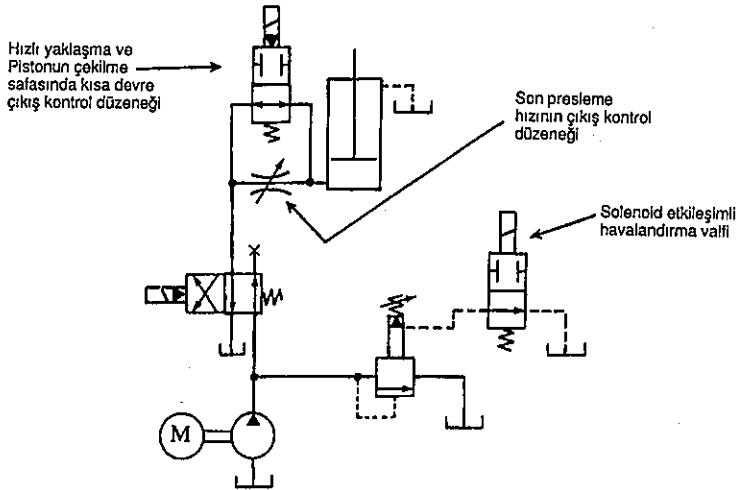 Hızlı yaklaşma ve
Pistonun çekilme
safasında kısa devre
çıkış kontrol düzeneği
Son presleme
hızının çıkış kontrol
düzeneği
Solenoid etkileşimli
havalandırma valfi
M